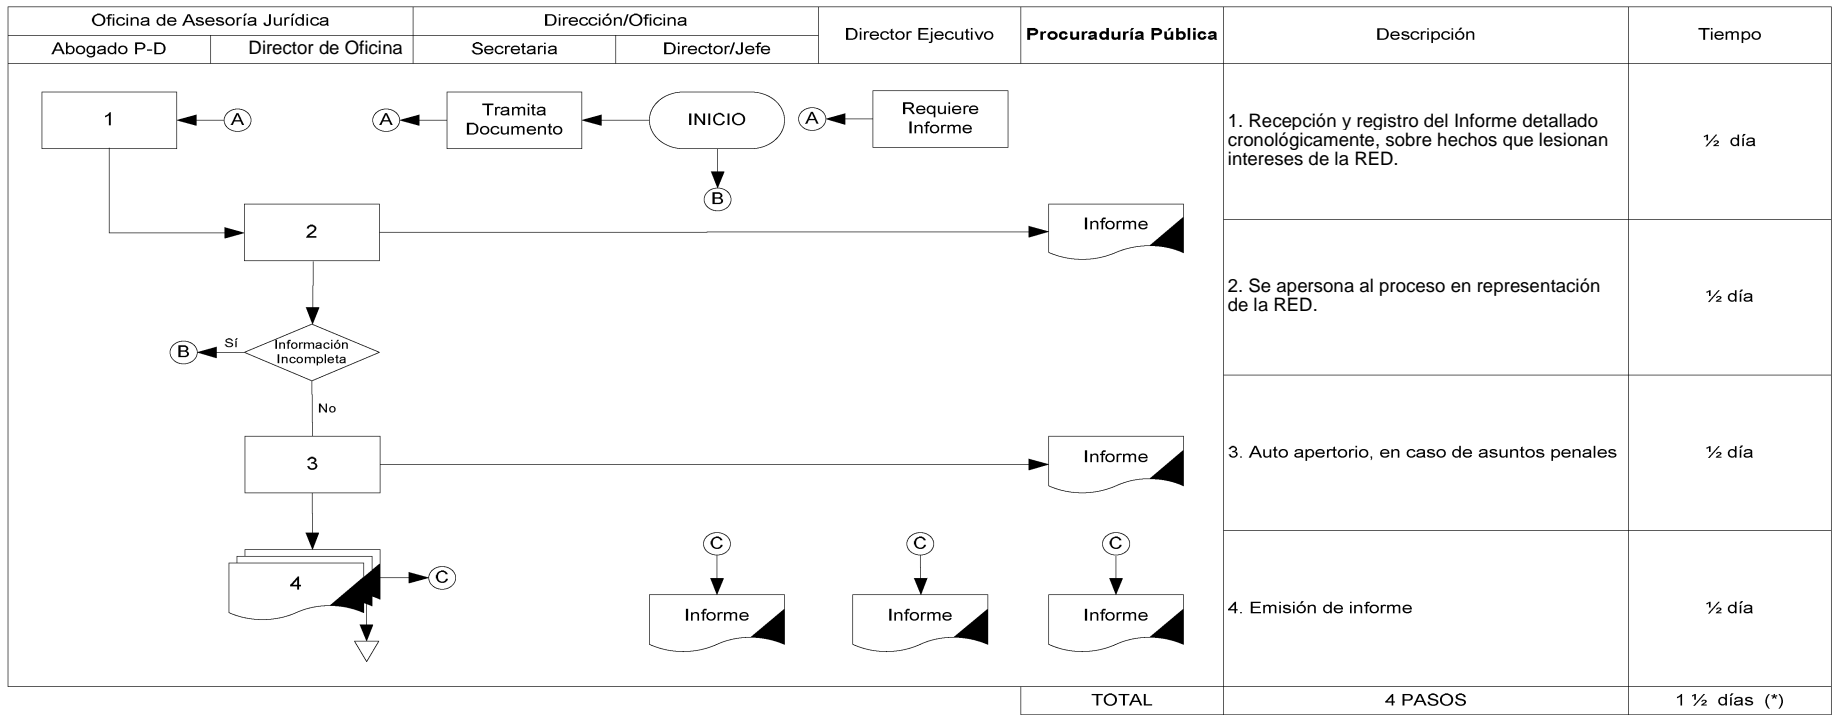 Oficina de Asesoría Jurídica
Dirección/Oficina
Director Ejecutivo
Procuraduría Pública
Descripción
Tiempo
Abogado P-D
Director de Oficina
Secretaria
Director/Jefe
1
A
A
Tramita
Documento
INICIO
A
Requiere
Informe
1. Recepción y registro del Informe detallado
cronológicamente, sobre hechos que lesionan
intereses de la RED.
½ día
B
2
Informe
2. Se apersona al proceso en representación
de la RED.
½ día
B
Sí
Información
Incompleta
No
3
Informe
3. Auto apertorio, en caso de asuntos penales
½ día
C
C
C
4
C
Informe
Informe
Informe
4. Emisión de informe
½ día
TOTAL
4 PASOS
1 ½ días (*)